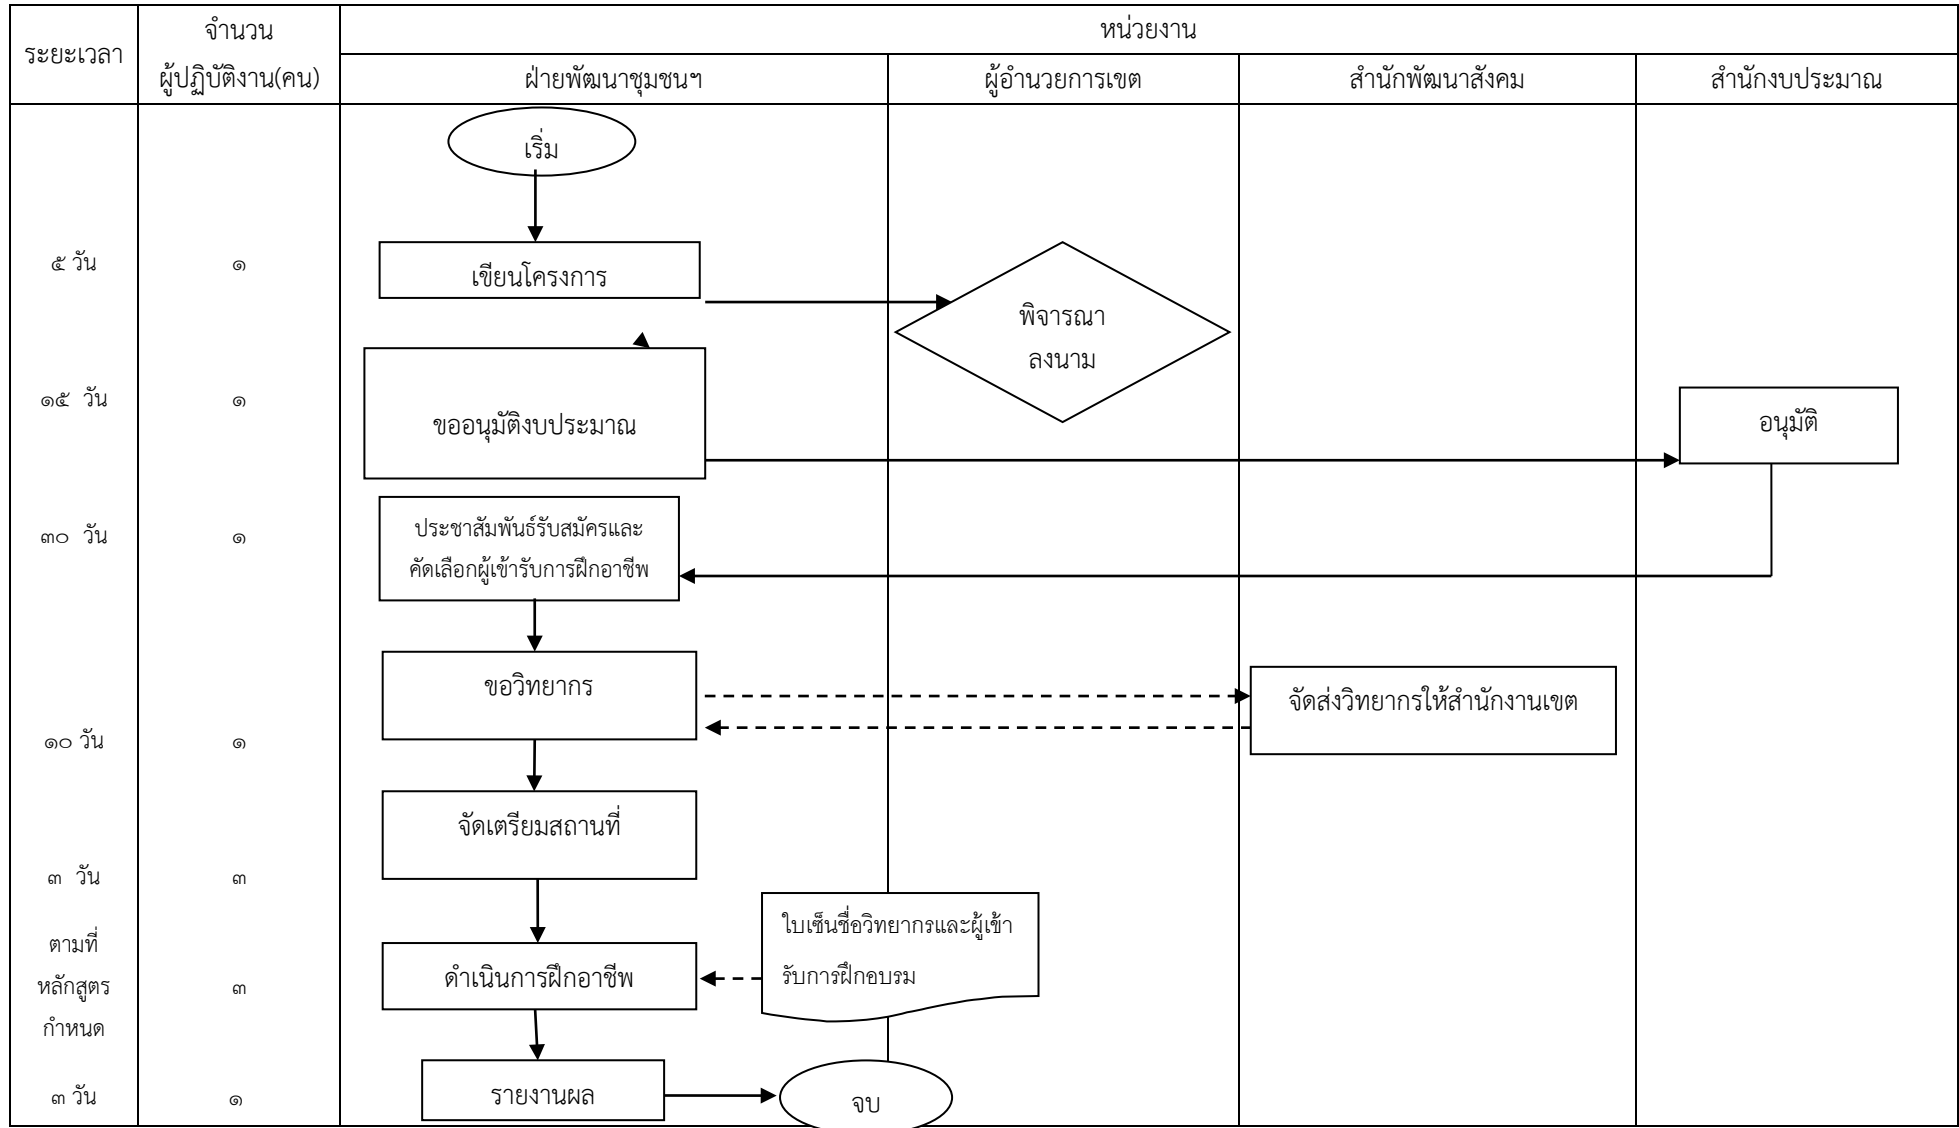 ระยะเวลา
จำนวน
ผู้ปฏิบัติงาน(คน)
หน่วยงาน
ฝ่ายพัฒนาชุมชนฯ
ผู้อำนวยการเขต
สำนักพัฒนาสังคม
สำนักงบประมาณ
เริ่ม
๕ วัน
๑
เขียนโครงการ
พิจารณา
ลงนาม
๑๕ วัน
๑
ขออนุมัติงบประมาณ
อนุมัติ
๓๐ วัน
๑
ประชาสัมพันธ์รับสมัครและ
คัดเลือกผู้เข้ารับการฝึกอาชีพ
ขอวิทยากร
จัดส่งวิทยากรให้สำนักงานเขต
๑๐ วัน
๑
จัดเตรียมสถานที่
๓ วัน
๓
ใบเซ็นชื่อวิทยากรและผู้เข้า
รับการฝึกอบรม
ตามที่
หลักสูตร
กำหนด
๓
ดำเนินการฝึกอาชีพ
๓ วัน
๑
รายงานผล
จบ